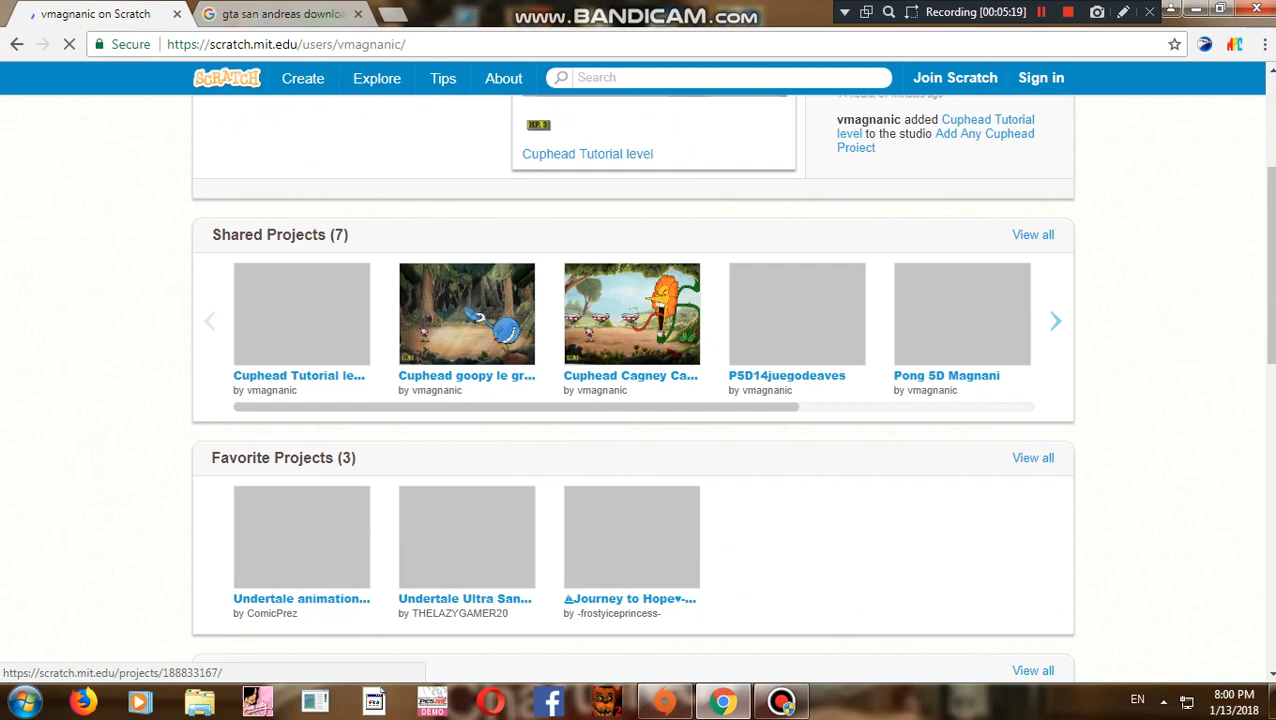 vmagnanic on Scratch
gta san andreas downloa
www.BANDICAM.com
Recording [00:05:19]
Secure
https://scratch.mit.edu/users/vmagnanic/
SCRATCH
Create
Explore
Tips
About
Search
Join Scratch
Sign in
HP. 3
Cuphead Tutorial level
vmagnanic added Cuphead Tutorial
level to the studio Add Any Cuphead
Project
Shared Projects (7)
View all
Cuphead Tutorial le...
Cuphead goopy le gr...
Cuphead Cagney Ca...
P5D14juegodeaves
Pong 5D Magnani
by vmagnanic
by vmagnanic
by vmagnanic
by vmagnanic
by vmagnanic
Favorite Projects (3)
View all
Undertale animation...
Undertale Ultra San...
⛵Journey to Hope♥-...
by ComicPrez
by THELAZYGAMER20
by -frostyiceprincess-
View all
https://scratch.mit.edu/projects/188833167/
DEMO
EN
8:00 PM
1/13/2018